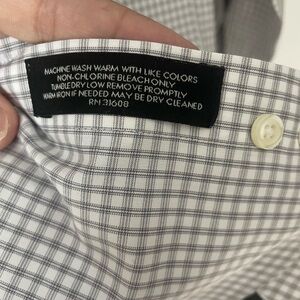 MACHINE WASH WARM WITH LIKE COLORS
NON-CHLORINE BLEACH ONLY
TUMBLE DRY LOW REMOVE PROMPTLY
WARM IRON IF NEEDED MAY BE DRY CLEANED
RN 31600